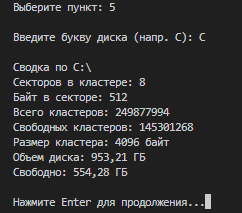 Выберите пункт: 5
Введите букву диска (напр. C): C
Сводка по C:\
Секторов в кластере: 8
Байт в секторе: 512
Всего кластеров: 249877994
Свободных кластеров: 145301268
Размер кластера: 4096 байт
Объем диска: 953,21 ГБ
Свободно: 554,28 ГБ
Нажмите Enter для продолжения...